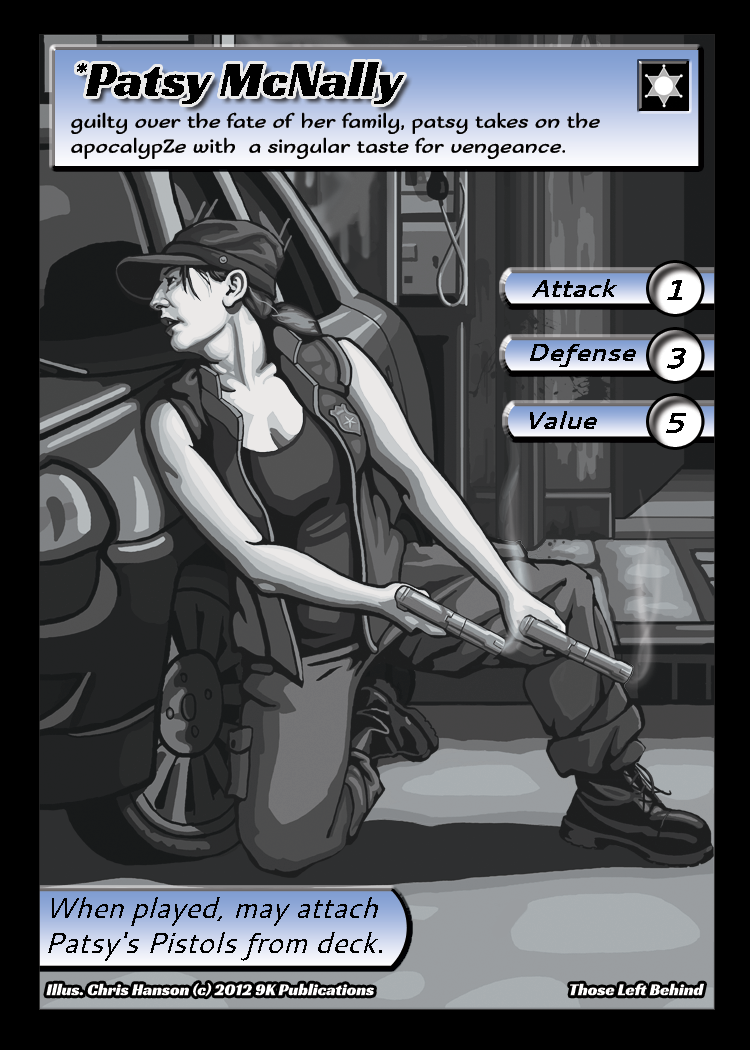 *Patsy McNally
guilty over the fate of her family, patsy takes on the
apocalypZe with a singular taste for vengeance.
Attack 1
Defense 3
Value 5
When played, may attach
Patsy's Pistols from deck.
Illus. Chris Hanson (c) 2012 9K Publications
Those Left Behind